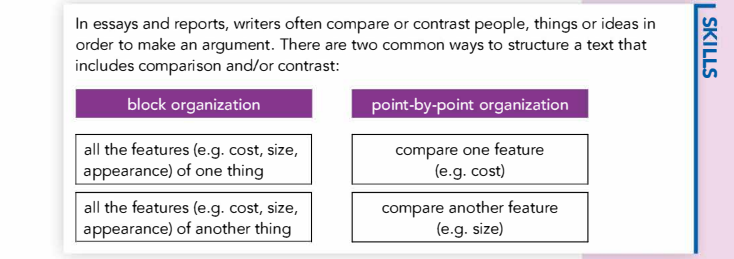 In essays and reports, writers often compare or contrast people, things or ideas in
order to make an argument. There are two common ways to structure a text that
includes comparison and/or contrast:
block organization
all the features (e.g. cost, size,
appearance) of one thing
all the features (e.g. cost, size,
appearance) of another thing
point-by-point organization
compare one feature
(e.g. cost)
compare another feature
(e.g. size)
SKILLS